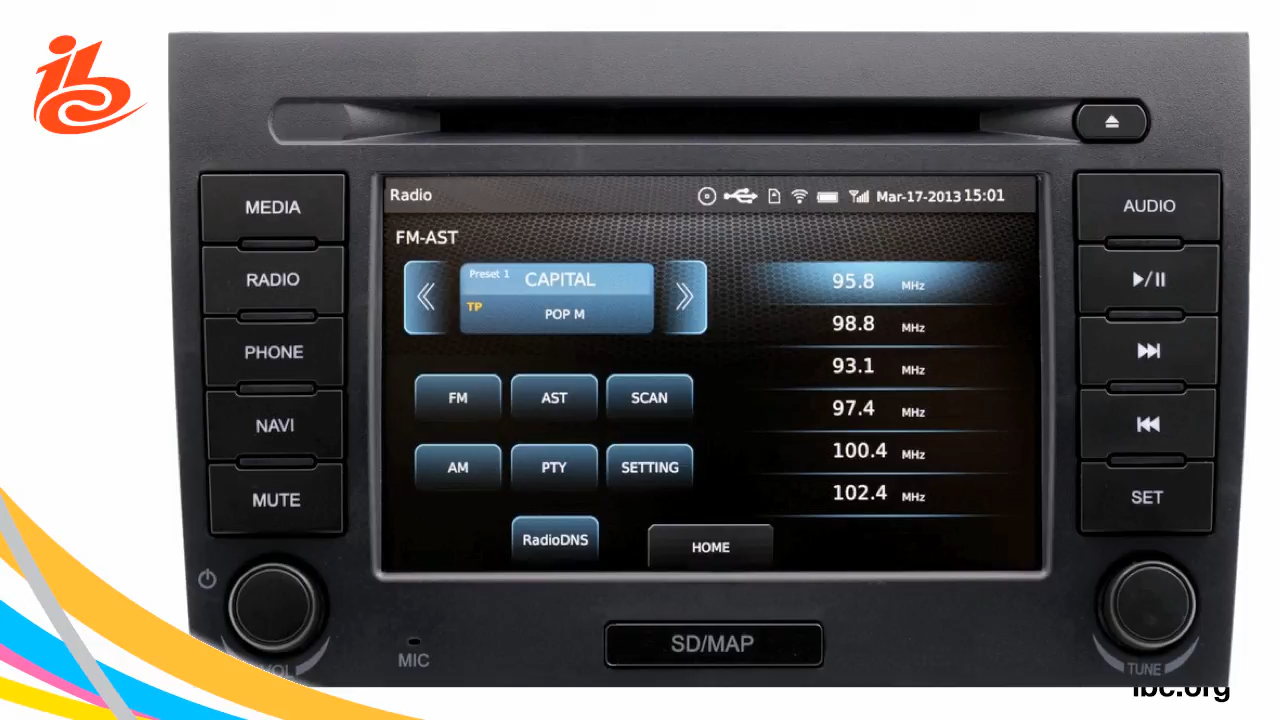 ibc
MEDIA
RADIO
PHONE
NAVI
MUTE
VOL
MIC
Radio
Mar-17-2013 15:01
FM-AST
Preset 1 CAPITAL
TP
POP M
FM AST SCAN
AM PTY SETTING
RadioDNS
HOME
95.8 MHz
98.8 MHz
93.1 MHz
97.4 MHz
100.4 MHz
102.4 MHz
SD/MAP
AUDIO
SET
TUNE
ibc.org